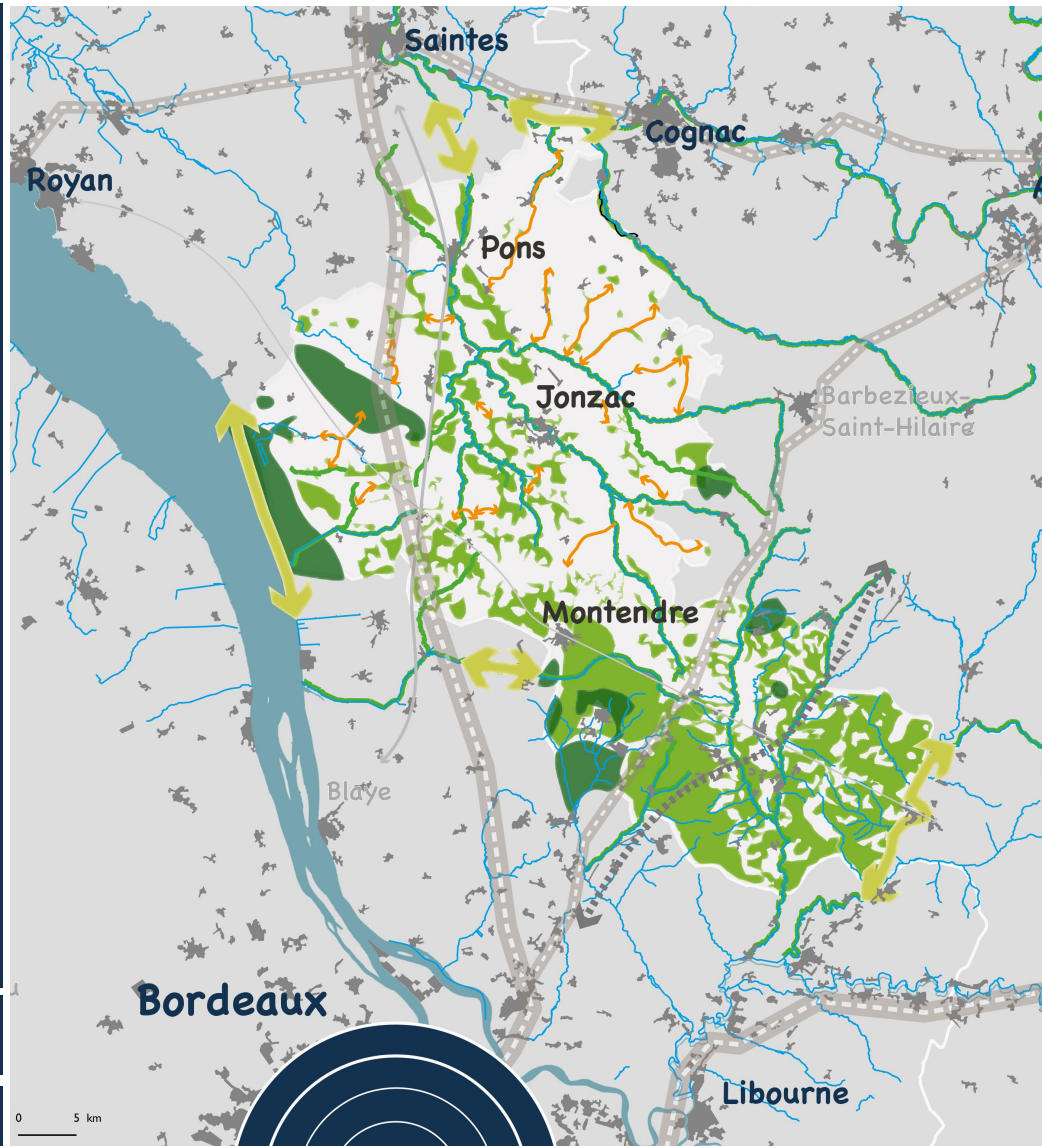 Saintes
Cognac
Royan
Pons
Jonzac
Barbezieux-
Saint-Hilaire
Montendre
Blaye
Bordeaux
Libourne
0 5 km